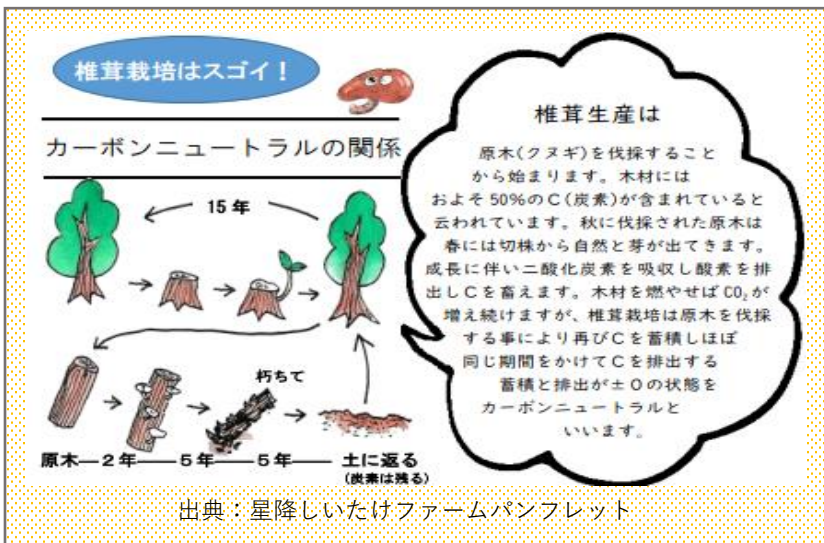 椎茸栽培はスゴイ！
カーボンニュートラルの関係
15年
朽ちて
原木―2年――5年――5年――土に返る
(炭素は残る)
椎茸生産は
原木(クヌギ)を伐採すること
から始まります。木材には
およそ50%のC(炭素)が含まれていると
云われています。秋に伐採された原木は
春には切株から自然と芽が出てきます。
成長に伴い二酸化炭素を吸収し酸素を排
出しCを畜えます。木材を燃やせばCO₂が
増え続けますが、椎茸栽培は原木を伐採
する事により再びCを蓄積しほぼ
同じ期間をかけてCを排出する
蓄積と排出が±0の状態を
カーボンニュートラルと
いいます。
出典：星降しいたけファームパンフレット